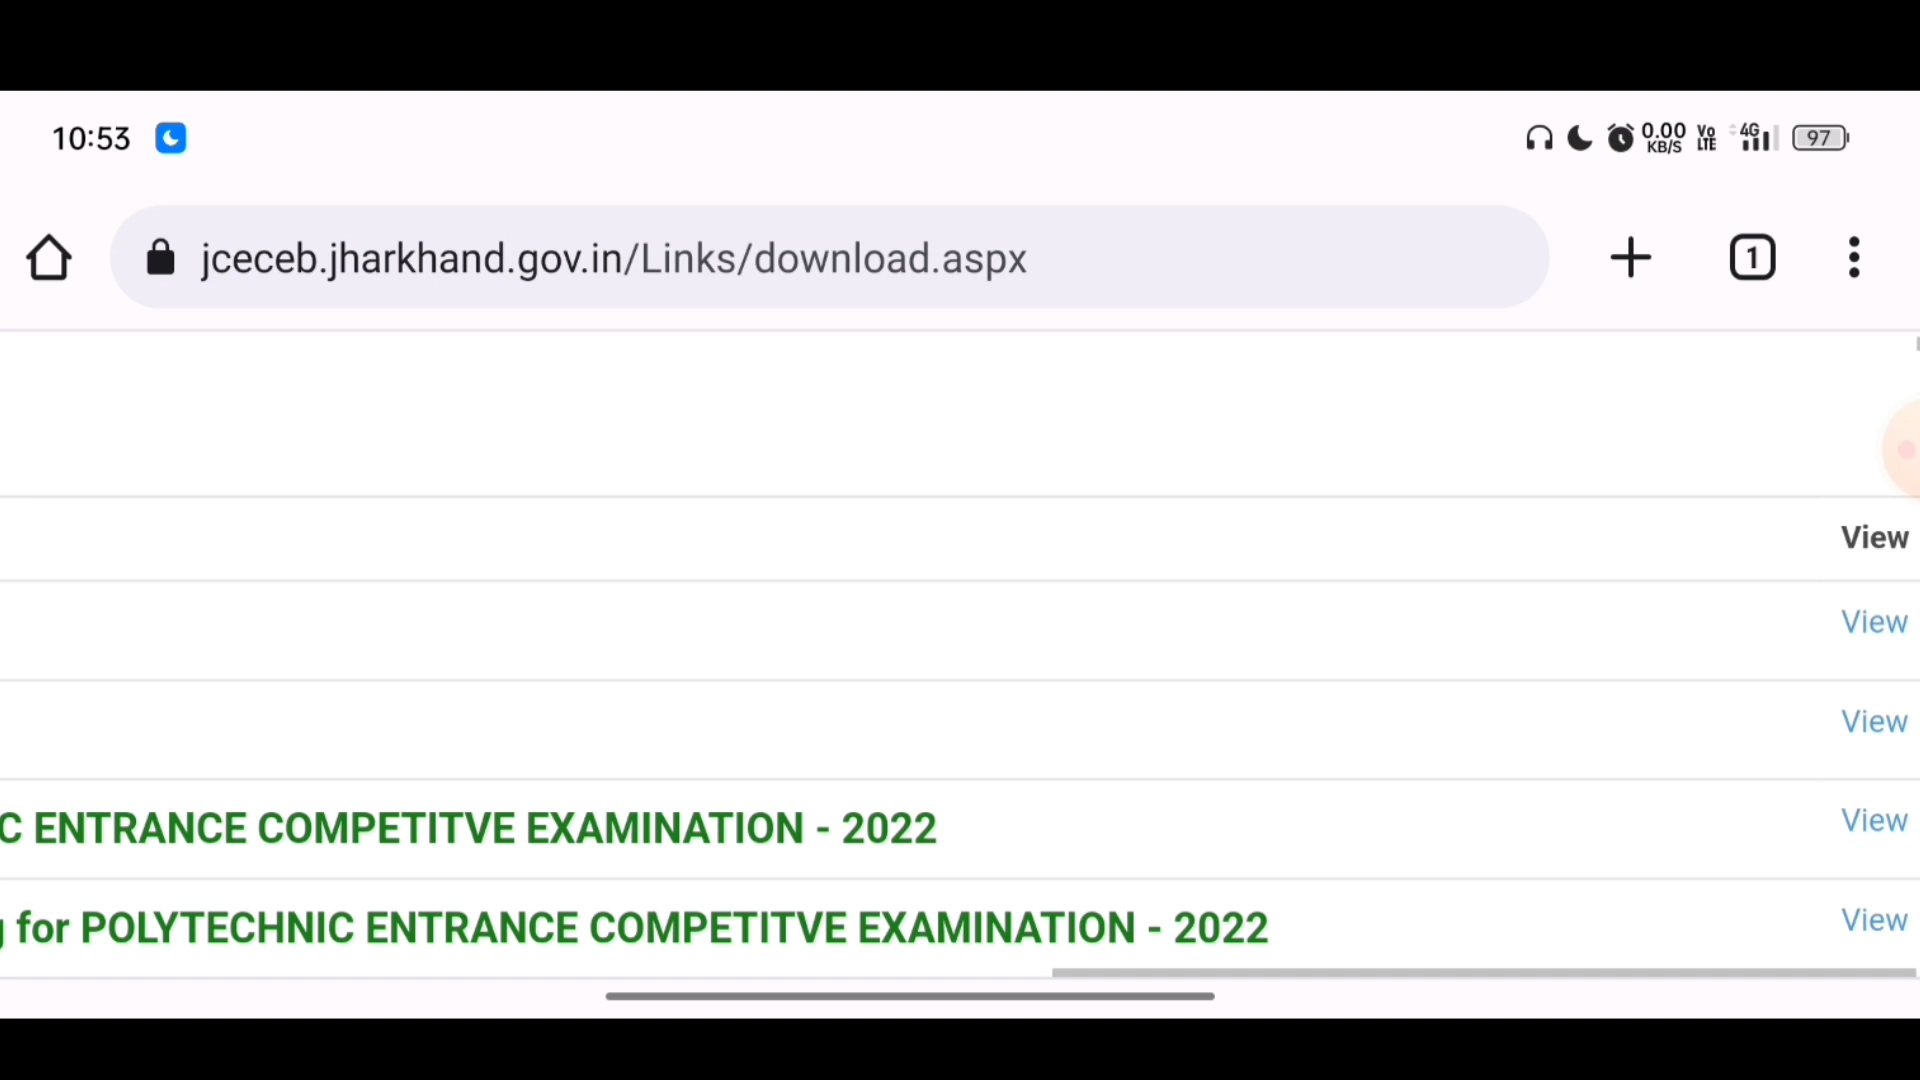 10:53
0.00 KB/S Vo LTE 4G 97
jceceb.jharkhand.gov.in/Links/download.aspx
1
View
View
View
C ENTRANCE COMPETITVE EXAMINATION - 2022 View
for POLYTECHNIC ENTRANCE COMPETITVE EXAMINATION - 2022 View